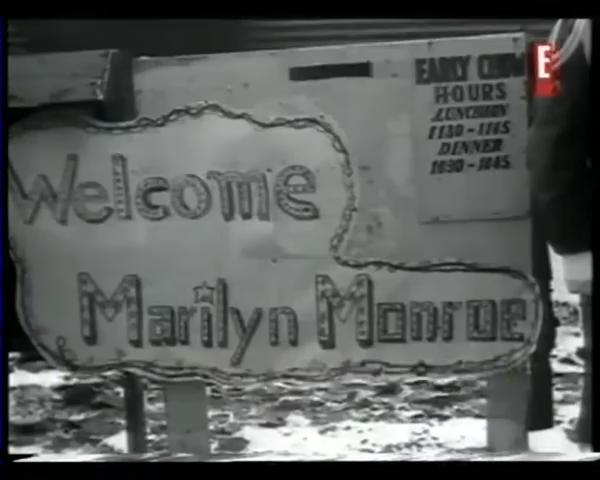 E
EARLY CHOW
HOURS
LUNCHEON
1130 - 1145
DINNER
1630 - 1645
Welcome
Marilyn Monroe